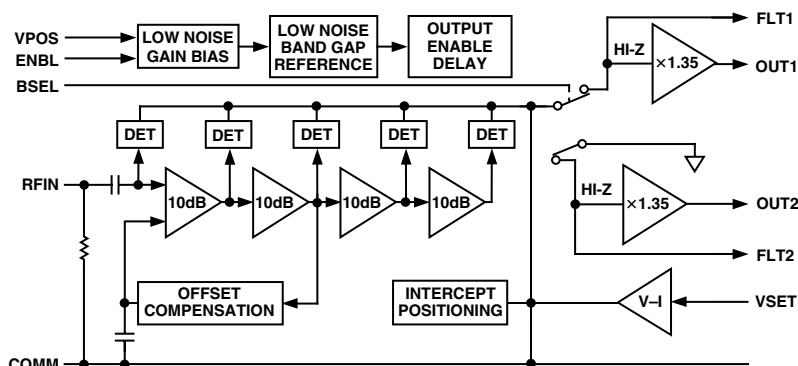 VPOS
ENBL
BSEL
LOW NOISE
GAIN BIAS
LOW NOISE
BAND GAP
REFERENCE
OUTPUT
ENABLE
DELAY
FLT1
HI-Z
×1.35
OUT1
DET
DET
DET
DET
DET
RFIN
10dB
10dB
10dB
10dB
HI-Z
×1.35
OUT2
FLT2
OFFSET
COMPENSATION
INTERCEPT
POSITIONING
V–I
VSET
COMM